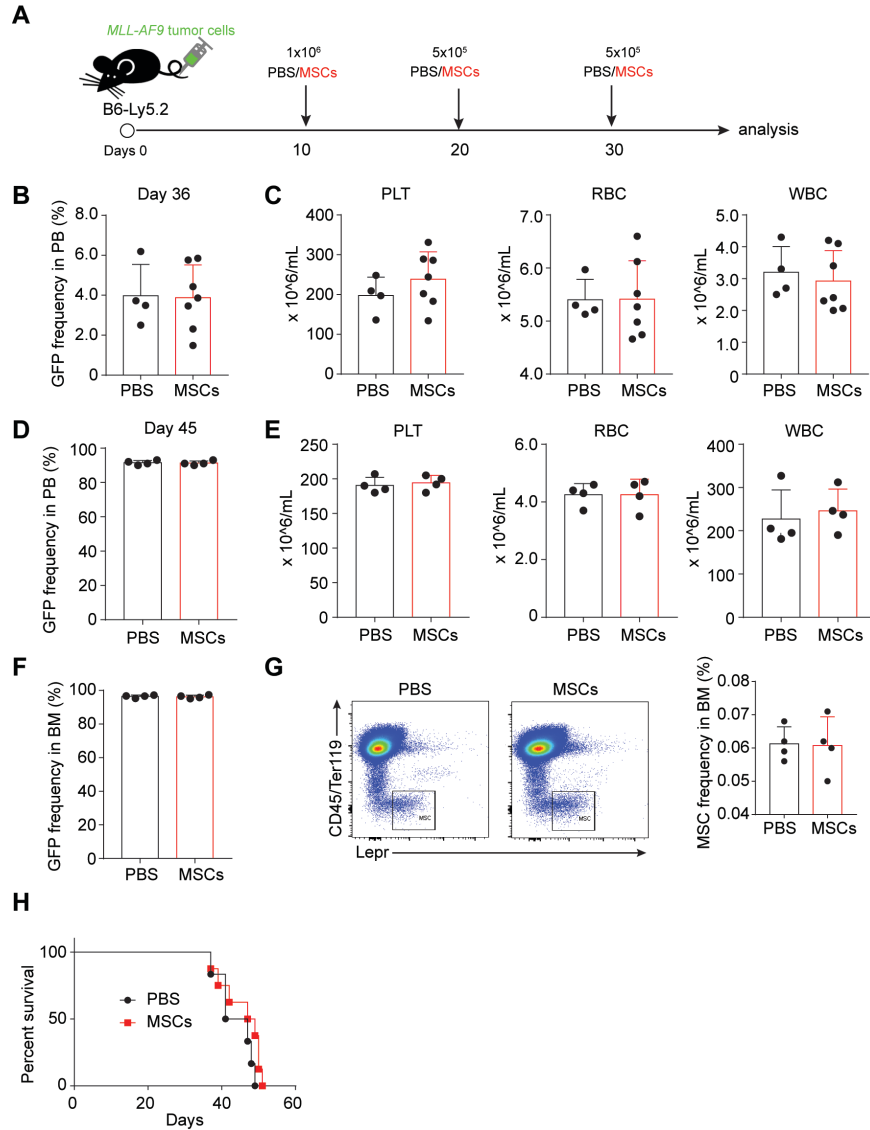 A
MLL-AF9 tumor cells
B6-Ly5.2
Days 0
1x10⁶
PBS/MSCs
10
5x10⁵
PBS/MSCs
20
5x10⁵
PBS/MSCs
30
analysis
B
Day 36
GFP frequency in PB (%)
8.0
6.0
4.0
2.0
0
PBS MSCs
C
PLT
x 10^6/mL
400
300
200
100
0
PBS MSCs
RBC
x 10^6/mL
7.0
6.0
5.0
4.0
PBS MSCs
WBC
x 10^6/mL
5.0
4.0
3.0
2.0
1.0
0
PBS MSCs
D
Day 45
GFP frequency in PB (%)
100
80
60
40
20
0
PBS MSCs
E
PLT
x 10^6/mL
250
200
150
100
50
0
PBS MSCs
RBC
x 10^6/mL
6.0
4.0
2.0
0
PBS MSCs
WBC
x 10^6/mL
400
300
200
100
0
PBS MSCs
F
GFP frequency in BM (%)
100
80
60
40
20
0
PBS MSCs
G
PBS
MSCs
CD45/Ter119
MSC
MSC
Lepr
MSC frequency in BM (%)
0.08
0.07
0.06
0.05
0.04
PBS MSCs
H
Percent survival
100
50
0
PBS
MSCs
0 20 40 60
Days